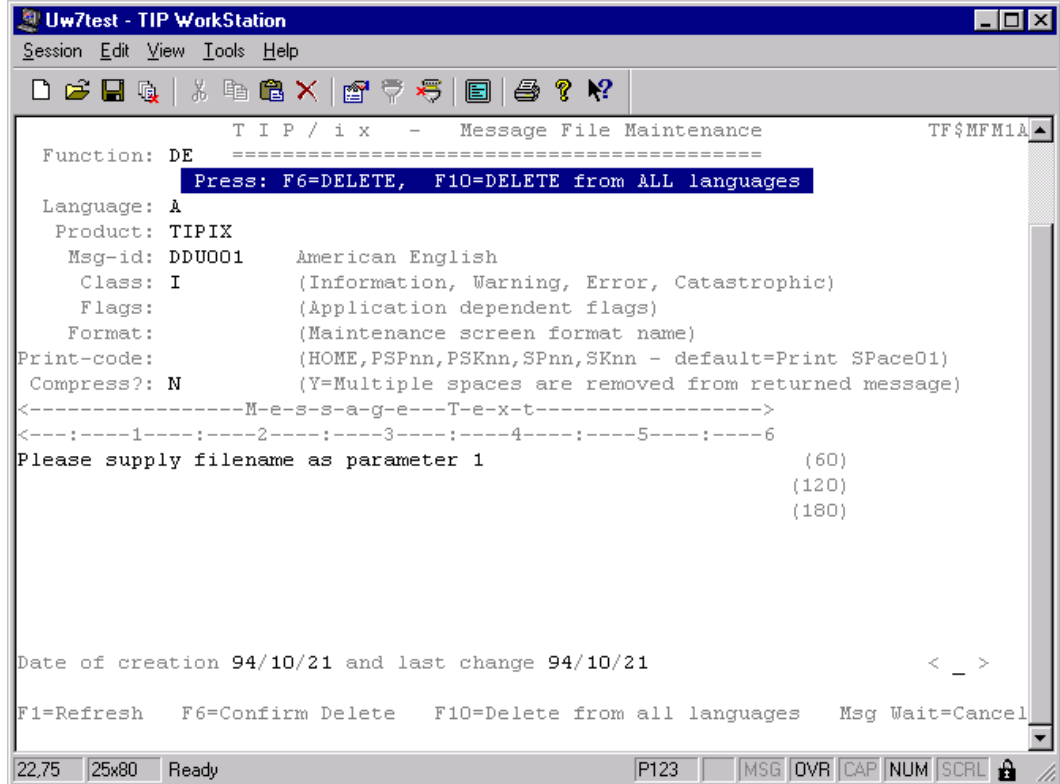 Uw7test - TIP WorkStation
Session Edit View Tools Help
T I P / i x - Message File Maintenance TF$MFM1A
Function: DE ==========================================
Press: F6=DELETE, F10=DELETE from ALL languages
Language: A
Product: TIPIX
Msg-id: DDU001 American English
Class: I (Information, Warning, Error, Catastrophic)
Flags: (Application dependent flags)
Format: (Maintenance screen format name)
Print-code: (HOME,PSPnn,PSKnn,SPnn,SKnn - default=Print SPace01)
Compress?: N (Y=Multiple spaces are removed from returned message)
<-----------------M-e-s-s-a-g-e---T-e-x-t------------------>
<---:----1----:----2----:----3----:----4----:----5----:----6
Please supply filename as parameter 1 (60)
(120)
(180)
Date of creation 94/10/21 and last change 94/10/21 < _ >
F1=Refresh F6=Confirm Delete F10=Delete from all languages Msg Wait=Cancel
22,75 25x80 Ready P123 MSG OVR CAP NUM SCRL